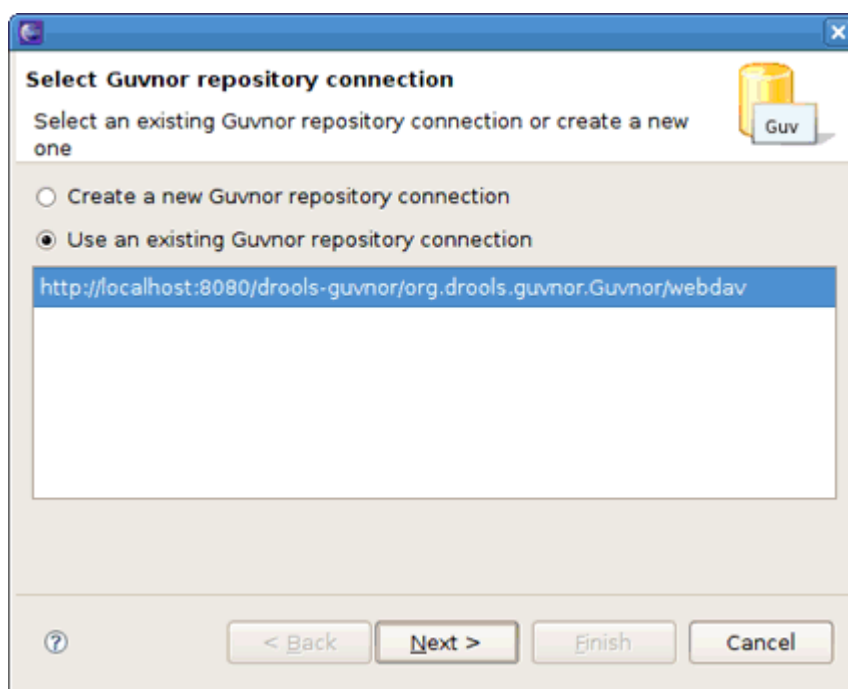 Select Guvnor repository connection
Select an existing Guvnor repository connection or create a new
one
Guv
Create a new Guvnor repository connection
Use an existing Guvnor repository connection
http://localhost:8080/drools-guvnor/org.drools.guvnor.Guvnor/webdav
? < Back Next > Finish Cancel